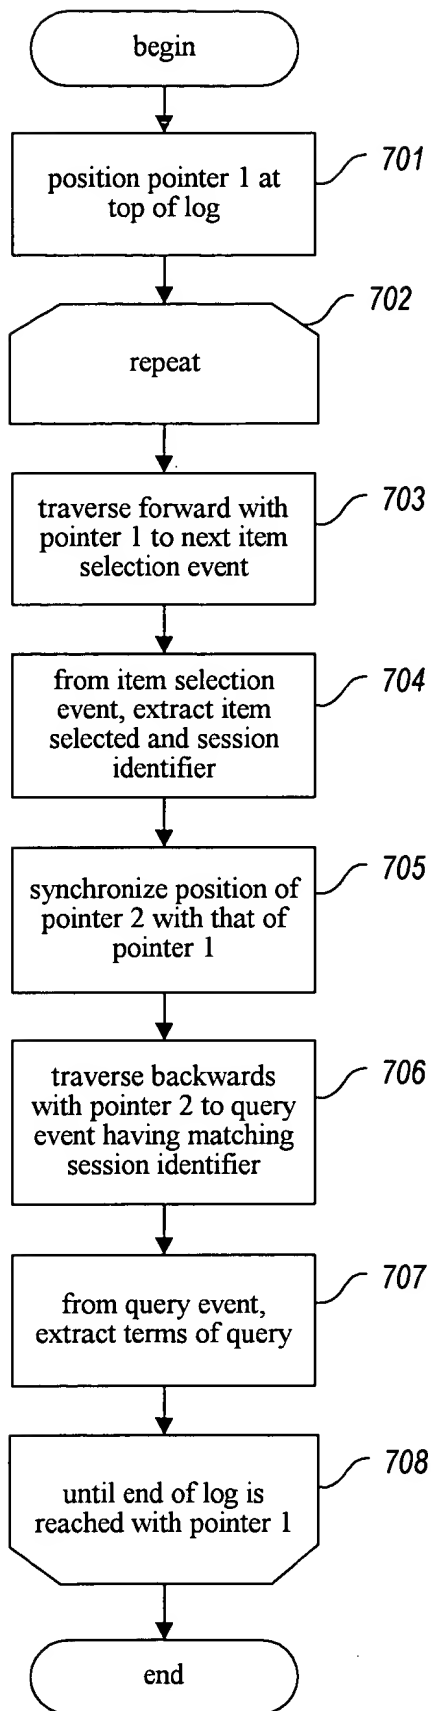 begin
position pointer 1 at
top of log
701
repeat
702
traverse forward with
pointer 1 to next item
selection event
703
from item selection
event, extract item
selected and session
identifier
704
synchronize position of
pointer 2 with that of
pointer 1
705
traverse backwards
with pointer 2 to query
event having matching
session identifier
706
from query event,
extract terms of query
707
until end of log is
reached with pointer 1
708
end